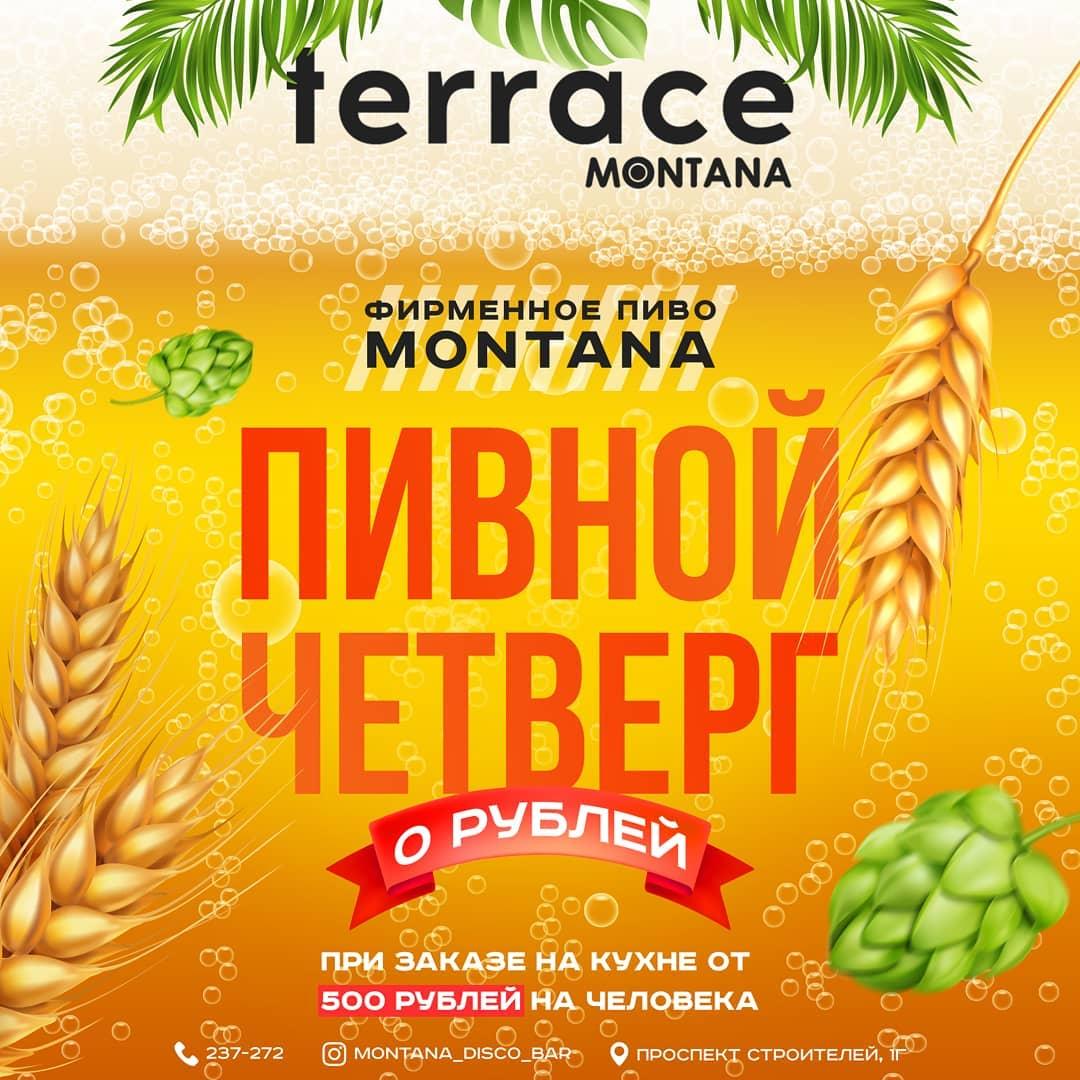 terrace
MONTANA
ФИРМЕННОЕ ПИВО
MONTANA
ПИВНОЙ
ЧЕТВЕРГ
0 РУБЛЕЙ
ПРИ ЗАКАЗЕ НА КУХНЕ ОТ
500 РУБЛЕЙ НА ЧЕЛОВЕКА
237-272 MONTANA_DISCO_BAR ПРОСПЕКТ СТРОИТЕЛЕЙ, 1Г